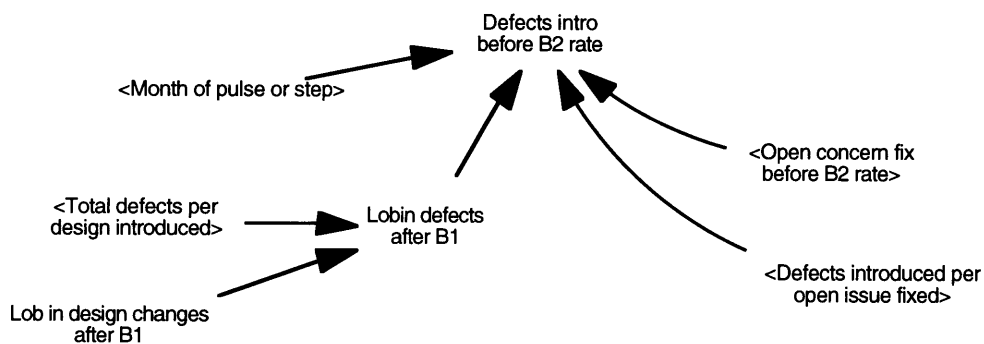 Defects intro
before B2 rate
<Month of pulse or step>
<Open concern fix
before B2 rate>
<Total defects per
design introduced>
Lobin defects
after B1
<Defects introduced per
open issue fixed>
Lob in design changes
after B1